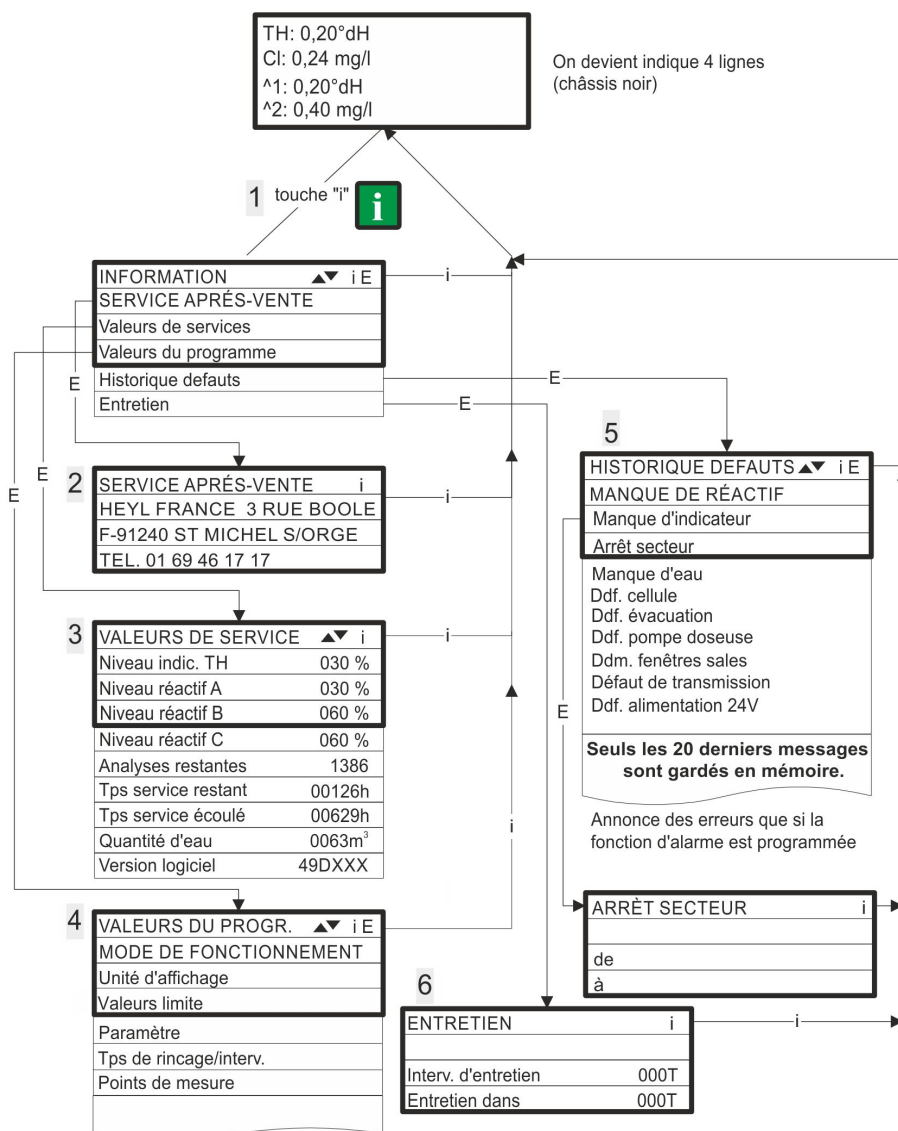 TH: 0,20°dH
Cl: 0,24 mg/l
^1: 0,20°dH
^2: 0,40 mg/l
On devient indique 4 lignes
(châssis noir)
1 touche "i" i
INFORMATION ▲▼ i E
SERVICE APRÉS-VENTE
Valeurs de services
Valeurs du programme
Historique defauts
Entretien
i
E
E
E
E
E
2
SERVICE APRÉS-VENTE i
HEYL FRANCE 3 RUE BOOLE
F-91240 ST MICHEL S/ORGE
TEL. 01 69 46 17 17
i
3
VALEURS DE SERVICE ▲▼ i
Niveau indic. TH 030 %
Niveau réactif A 030 %
Niveau réactif B 060 %
Niveau réactif C 060 %
Analyses restantes 1386
Tps service restant 00126h
Tps service écoulé 00629h
Quantité d'eau 0063m³
Version logiciel 49DXXX
i
i
4
VALEURS DU PROGR. ▲▼ i E
MODE DE FONCTIONNEMENT
Unité d'affichage
Valeurs limite
Paramètre
Tps de rincage/interv.
Points de mesure
5
HISTORIQUE DEFAUTS ▲▼ i E
MANQUE DE RÉACTIF
Manque d'indicateur
Arrêt secteur
Manque d'eau
Ddf. cellule
Ddf. évacuation
Ddf. pompe doseuse
Ddm. fenêtres sales
Défaut de transmission
Ddf. alimentation 24V
Seuls les 20 derniers messages
sont gardés en mémoire.
Annonce des erreurs que si la
fonction d'alarme est programmée
E
ARRÈT SECTEUR i
de
à
6
ENTRETIEN i
Interv. d'entretien 000T
Entretien dans 000T
i